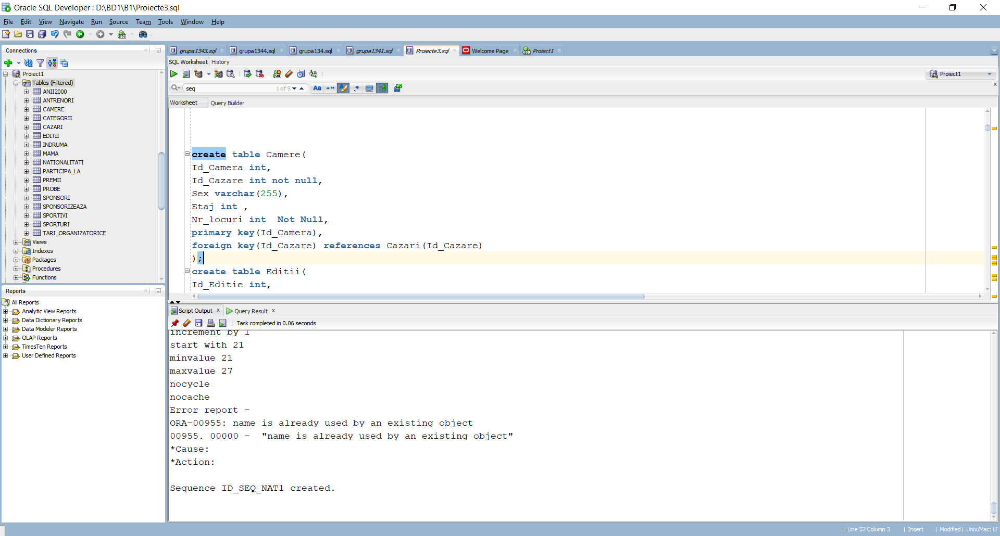 Oracle SQL Developer : D:\BD1\B1\Proiecte3.sql
File Edit View Navigate Run Source Team Tools Window Help
Connections
Proiect1
Tables (Filtered)
ANII2000
ANTRENORI
CAMERE
CATEGORII
CAZARI
EDITII
INDRUMA
MAMA
NATIONALITATI
PARTICIPA_LA
PREMII
PROBE
SPONSORI
SPONSORIZEAZA
SPORTIVI
SPORTURI
TARI_ORGANIZATORICE
Views
Indexes
Packages
Procedures
Functions
Reports
All Reports
Analytic View Reports
Data Dictionary Reports
Data Modeler Reports
OLAP Reports
TimesTen Reports
User Defined Reports
grupa1343.sql grupa1344.sql grupa134.sql grupa1341.sql Proiecte3.sql Welcome Page Proiect1
SQL Worksheet History
Proiect1
seq 1 of 9
Worksheet Query Builder
create table Camere(
Id_Camera int,
Id_Cazare int not null,
Sex varchar(255),
Etaj int ,
Nr_locuri int  Not Null,
primary key(Id_Camera),
foreign key(Id_Cazare) references Cazari(Id_Cazare)
);
create table Editii(
Id_Editie int,
Script Output Query Result
Task completed in 0.06 seconds
increment by 1
start with 21
minvalue 21
maxvalue 27
nocycle
nocache
Error report -
ORA-00955: name is already used by an existing object
00955. 00000 -  "name is already used by an existing object"
*Cause:
*Action:
Sequence ID_SEQ_NAT1 created.
Line 52 Column 3 | Insert | Modified | Unix/Mac: LF